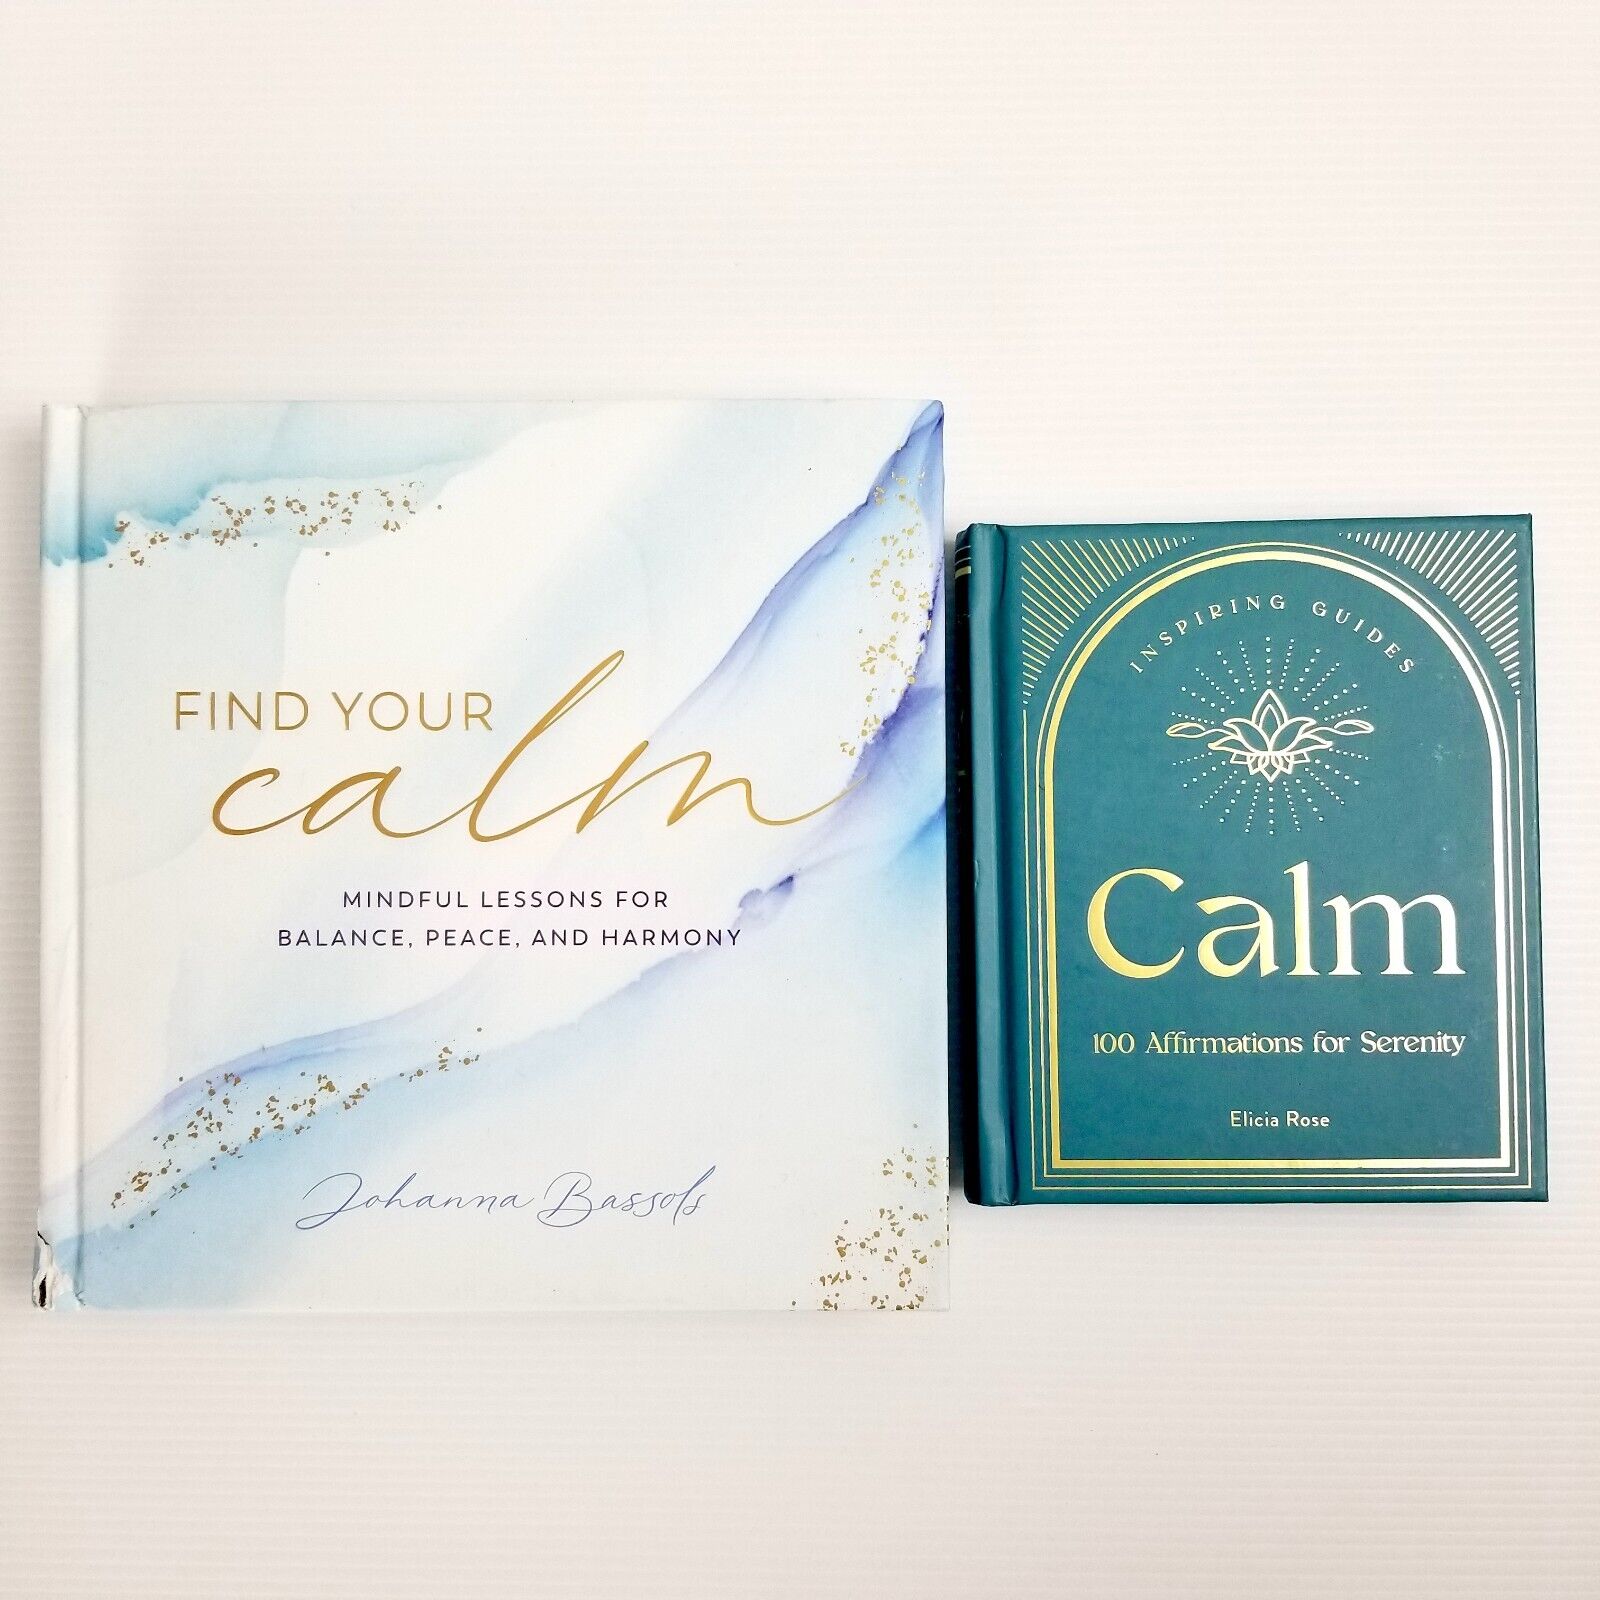 FIND YOUR
calm
MINDFUL LESSONS FOR
BALANCE, PEACE, AND HARMONY
Johanna Bassols
INSPIRING GUIDES
Calm
100 Affirmations for Serenity
Elicia Rose